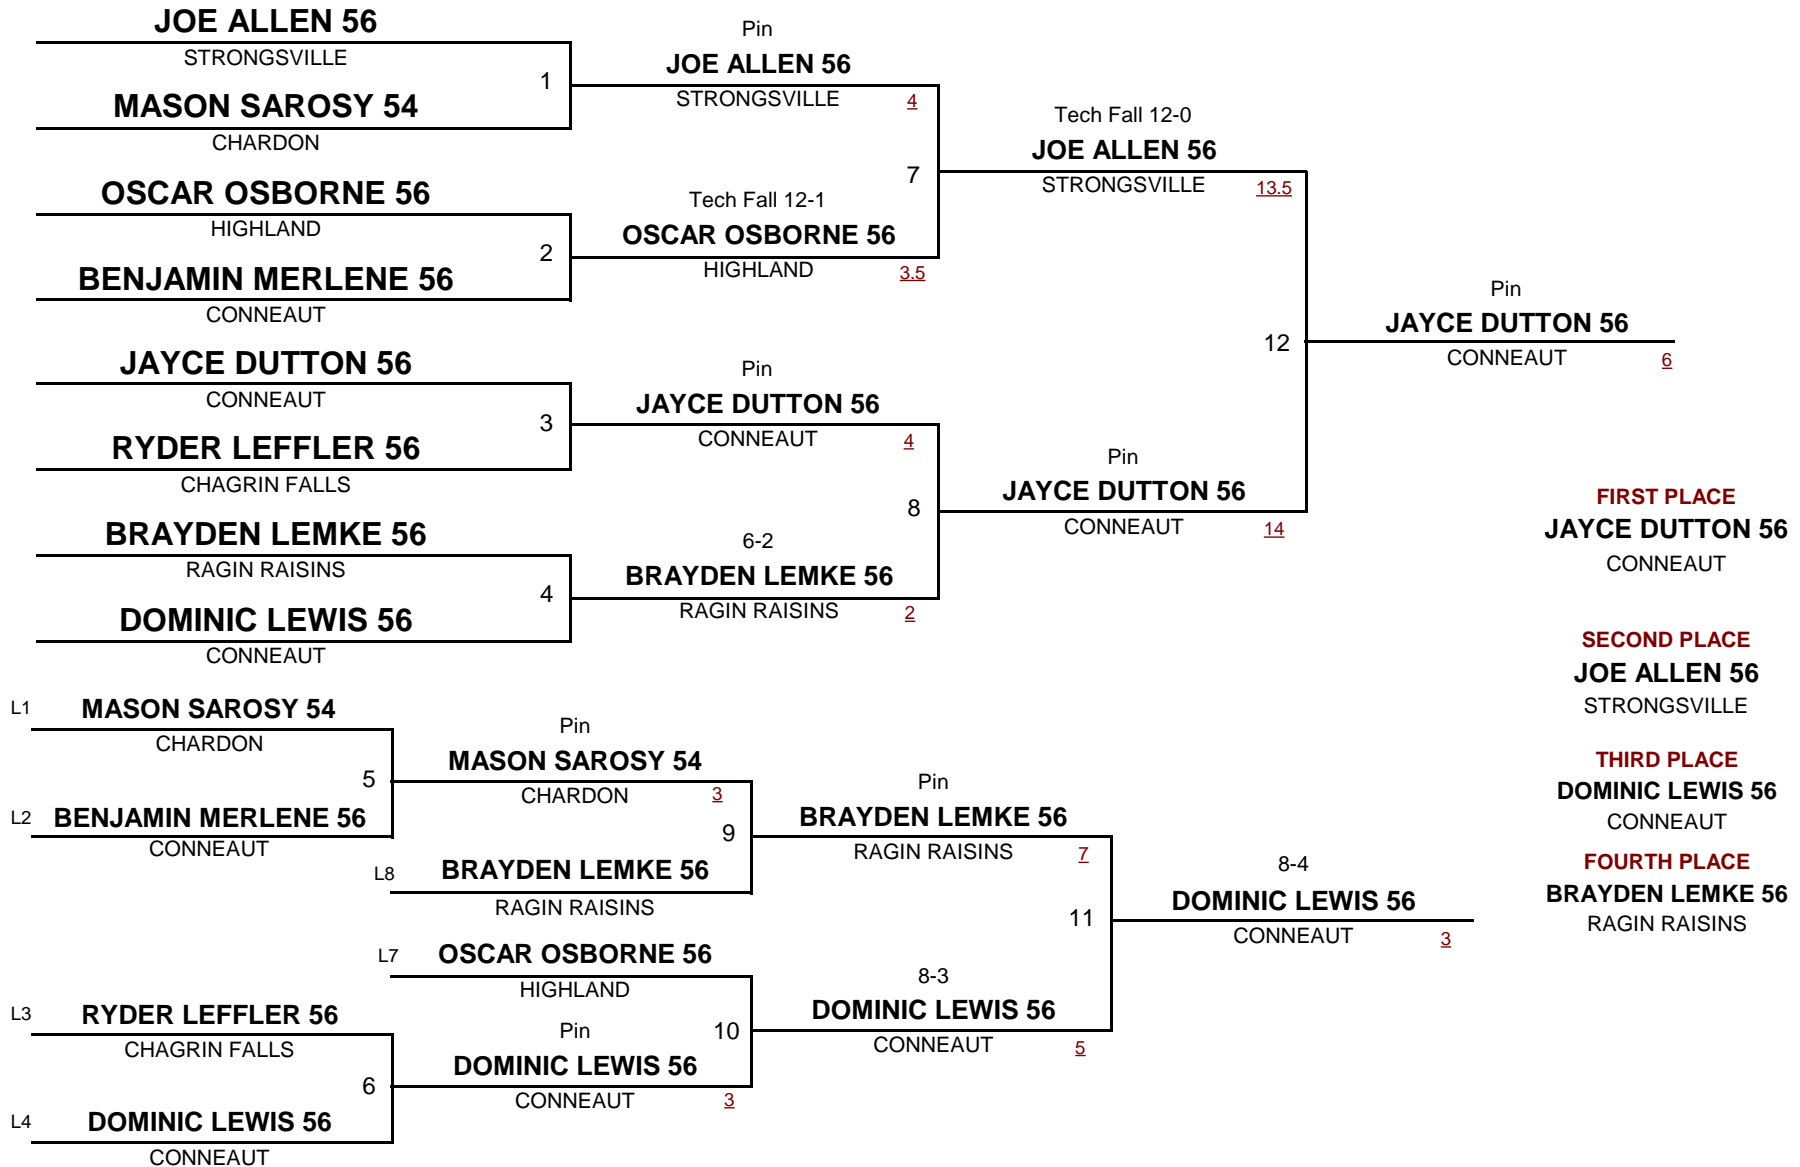 JOE ALLEN 56
STRONGSVILLE
1
MASON SAROSY 54
CHARDON
OSCAR OSBORNE 56
HIGHLAND
2
BENJAMIN MERLENE 56
CONNEAUT
JAYCE DUTTON 56
CONNEAUT
3
RYDER LEFFLER 56
CHAGRIN FALLS
BRAYDEN LEMKE 56
RAGIN RAISINS
4
DOMINIC LEWIS 56
CONNEAUT
Pin
JOE ALLEN 56
STRONGSVILLE 4
7
Tech Fall 12-1
OSCAR OSBORNE 56
HIGHLAND 3.5
Pin
JAYCE DUTTON 56
CONNEAUT 4
8
6-2
BRAYDEN LEMKE 56
RAGIN RAISINS 2
Tech Fall 12-0
JOE ALLEN 56
STRONGSVILLE 13.5
12
Pin
JAYCE DUTTON 56
CONNEAUT 14
Pin
JAYCE DUTTON 56
CONNEAUT 6
FIRST PLACE
JAYCE DUTTON 56
CONNEAUT
SECOND PLACE
JOE ALLEN 56
STRONGSVILLE
THIRD PLACE
DOMINIC LEWIS 56
CONNEAUT
FOURTH PLACE
BRAYDEN LEMKE 56
RAGIN RAISINS
L1 MASON SAROSY 54
CHARDON
5
L2 BENJAMIN MERLENE 56
CONNEAUT
L3 RYDER LEFFLER 56
CHAGRIN FALLS
6
L4 DOMINIC LEWIS 56
CONNEAUT
Pin
MASON SAROSY 54
CHARDON 3
9
L8 BRAYDEN LEMKE 56
RAGIN RAISINS
L7 OSCAR OSBORNE 56
HIGHLAND
10
Pin
DOMINIC LEWIS 56
CONNEAUT 3
Pin
BRAYDEN LEMKE 56
RAGIN RAISINS 7
11
8-3
DOMINIC LEWIS 56
CONNEAUT 5
8-4
DOMINIC LEWIS 56
CONNEAUT 3